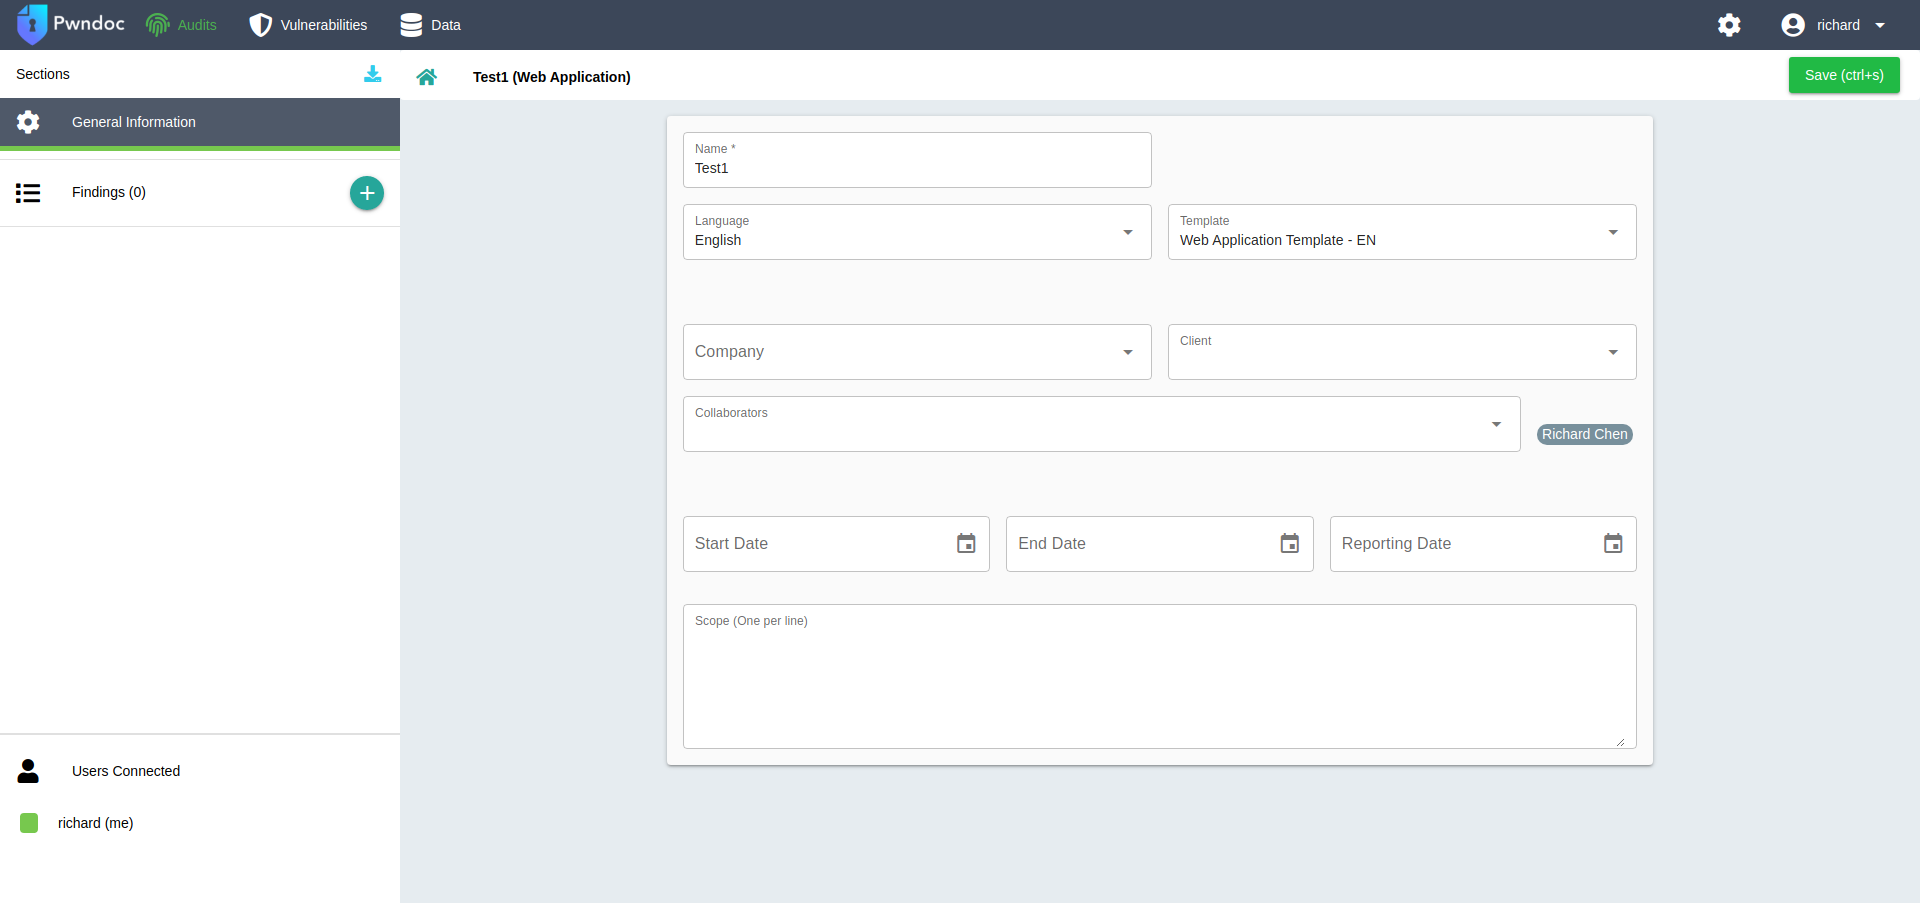 Pwndoc
Audits
Vulnerabilities
Data
richard
Sections
Test1 (Web Application)
Save (ctrl+s)
General Information
Findings (0)
Name *
Test1
Language
English
Template
Web Application Template - EN
Company
Client
Collaborators
Richard Chen
Start Date
End Date
Reporting Date
Scope (One per line)
Users Connected
richard (me)